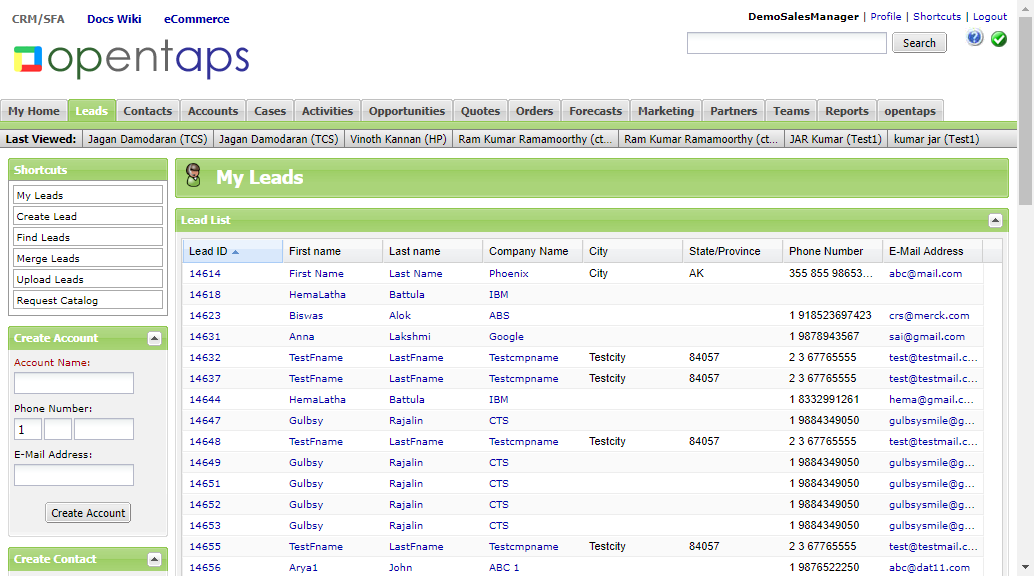 CRM/SFA Docs Wiki eCommerce
DemoSalesManager | Profile | Shortcuts | Logout
opentaps
Search
My Home Leads Contacts Accounts Cases Activities Opportunities Quotes Orders Forecasts Marketing Partners Teams Reports opentaps
Last Viewed: Jagan Damodaran (TCS) Jagan Damodaran (TCS) Vinoth Kannan (HP) Ram Kumar Ramamoorthy (ct... Ram Kumar Ramamoorthy (ct... JAR Kumar (Test1) kumar jar (Test1)
Shortcuts
My Leads
Create Lead
Find Leads
Merge Leads
Upload Leads
Request Catalog
Create Account
Account Name:
Phone Number:
1
E-Mail Address:
Create Account
Create Contact
My Leads
Lead List
Lead ID First name Last name Company Name City State/Province Phone Number E-Mail Address
14614 First Name Last Name Phoenix City AK 355 855 98653... abc@mail.com
14618 HemaLatha Battula IBM
14623 Biswas Alok ABS 1 918523697423 crs@merck.com
14631 Anna Lakshmi Google 1 9878943567 sai@gmail.com
14632 TestFname LastFname Testcmpname Testcity 84057 2 3 67765555 test@testmail.c...
14637 TestFname LastFname Testcmpname Testcity 84057 2 3 67765555 test@testmail.c...
14644 HemaLatha Battula IBM 1 8332991261 hema@gmail.c...
14647 Gulbsy Rajalin CTS 1 9884349050 gulbsysmile@g...
14648 TestFname LastFname Testcmpname Testcity 84057 2 3 67765555 test@testmail.c...
14649 Gulbsy Rajalin CTS 1 9884349050 gulbsysmile@g...
14651 Gulbsy Rajalin CTS 1 9884349050 gulbsysmile@g...
14652 Gulbsy Rajalin CTS 1 9884349050 gulbsysmile@g...
14653 Gulbsy Rajalin CTS 1 9884349050 gulbsysmile@g...
14655 TestFname LastFname Testcmpname Testcity 84057 2 3 67765555 test@testmail.c...
14656 Arya1 John ABC 1 1 9876522250 abc@dat11.com